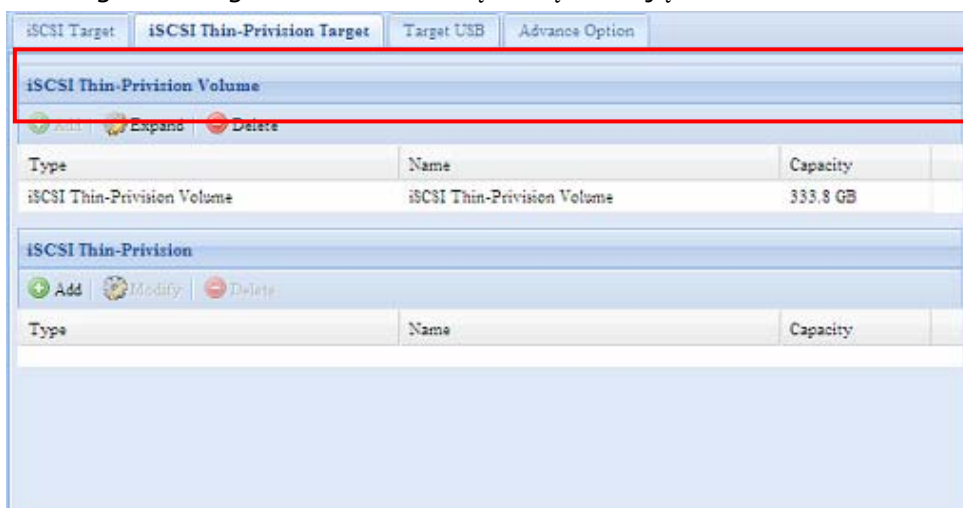 iSCSI Target iSCSI Thin-Privision Target Target USB Advance Option
iSCSI Thin-Privision Volume
Add Expand Delete
Type Name Capacity
iSCSI Thin-Privision Volume iSCSI Thin-Privision Volume 333.8 GB
iSCSI Thin-Privision
Add Modify Delete
Type Name Capacity